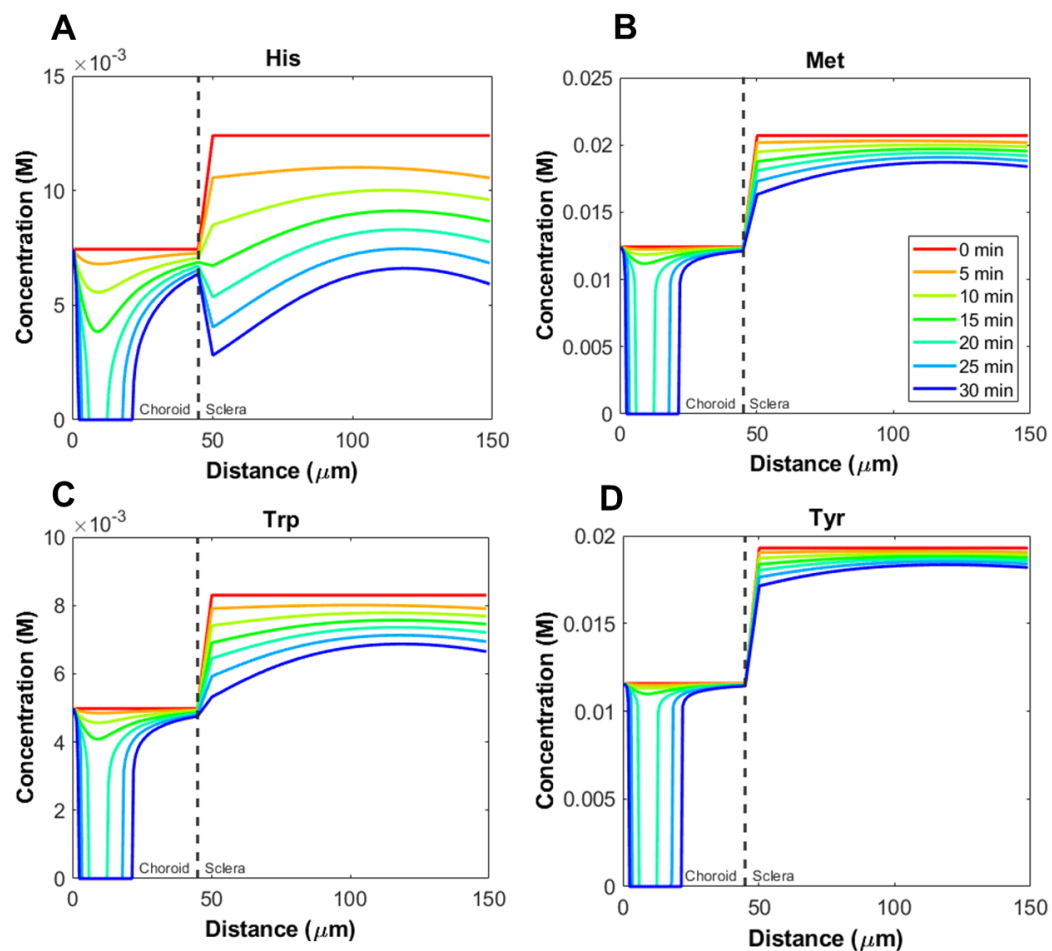 A
His
×10⁻³
15
10
5
0
Concentration (M)
Choroid
Sclera
0
50
100
150
Distance (μm)
B
Met
0.025
0.02
0.015
0.01
0.005
0
Concentration (M)
0 min
5 min
10 min
15 min
20 min
25 min
30 min
Choroid
Sclera
0
50
100
150
Distance (μm)
C
Trp
×10⁻³
10
8
6
4
2
0
Concentration (M)
Choroid
Sclera
0
50
100
150
Distance (μm)
D
Tyr
0.02
0.015
0.01
0.005
0
Concentration (M)
Choroid
Sclera
0
50
100
150
Distance (μm)